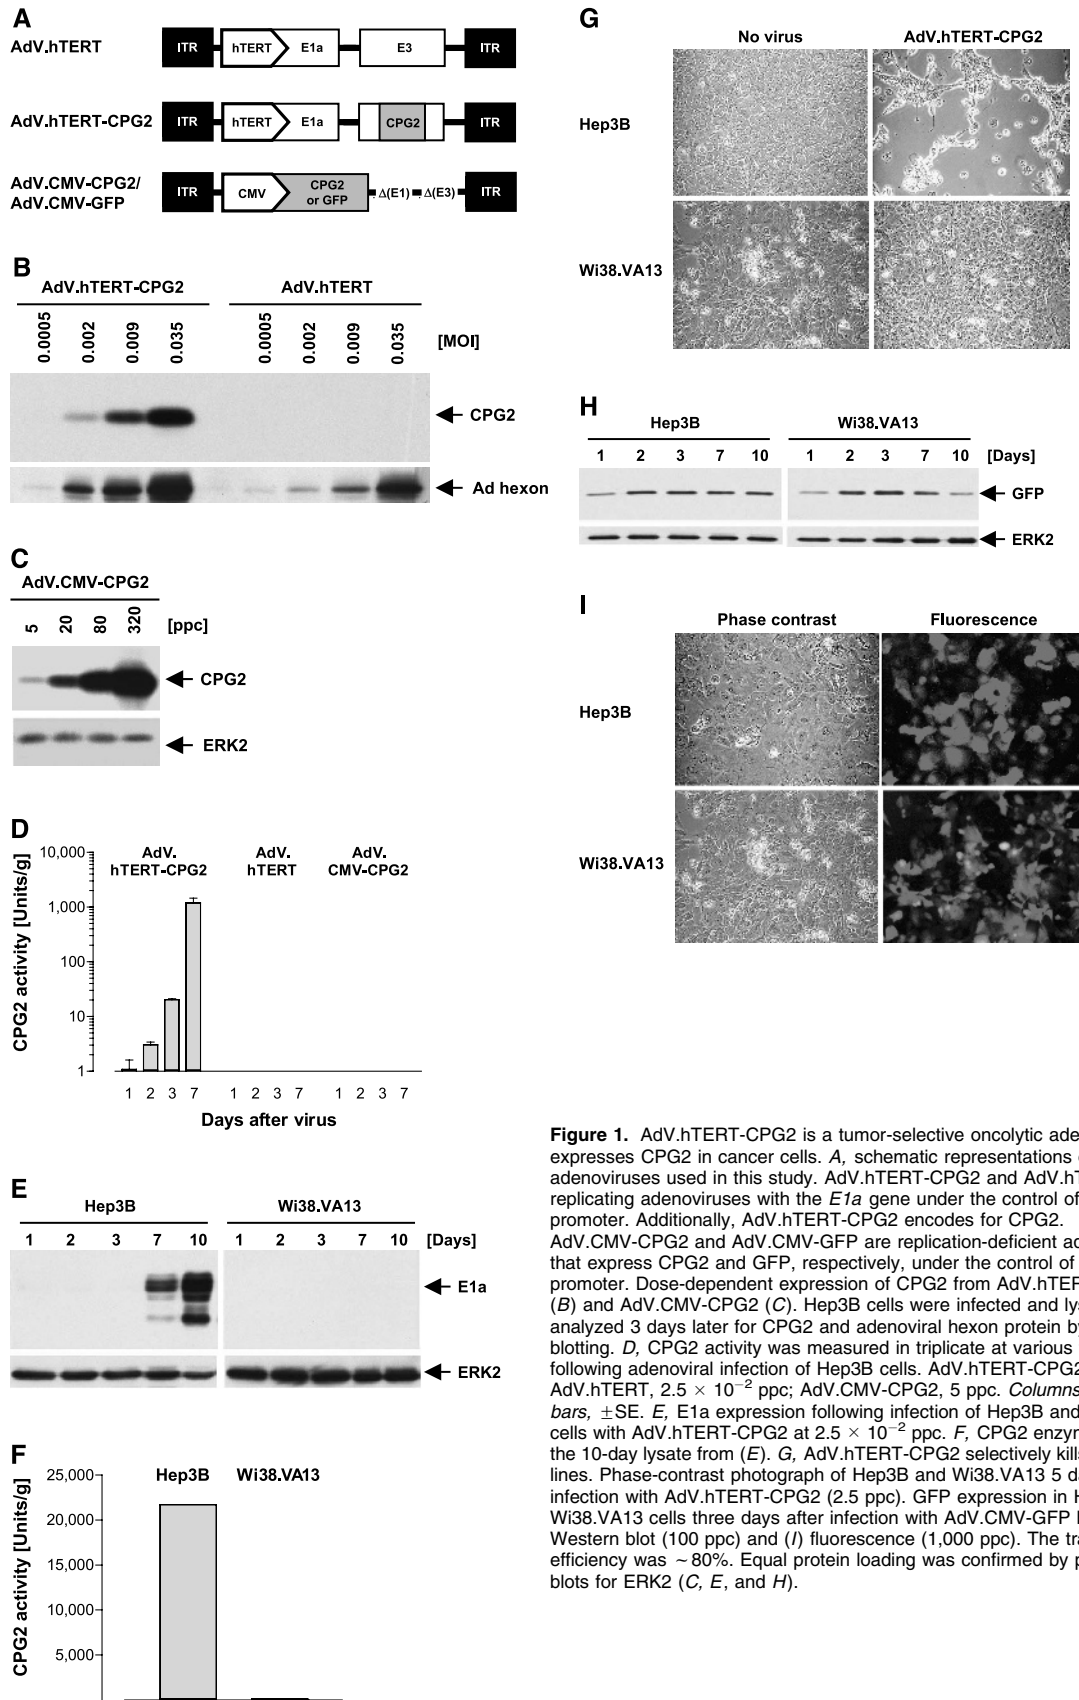 A
AdV.hTERT
ITR hTERT E1a E3 ITR
AdV.hTERT-CPG2
ITR hTERT E1a CPG2 ITR
AdV.CMV-CPG2/
AdV.CMV-GFP
ITR CMV CPG2 or GFP Δ(E1) Δ(E3) ITR
B
AdV.hTERT-CPG2 AdV.hTERT
0.0005 0.002 0.009 0.035 0.0005 0.002 0.009 0.035 [MOI]
CPG2
Ad hexon
C
AdV.CMV-CPG2
5 20 80 320 [ppc]
CPG2
ERK2
D
CPG2 activity [Units/g]
10,000
1,000
100
10
1
AdV. hTERT-CPG2
AdV. hTERT
AdV. CMV-CPG2
1 2 3 7 1 2 3 7 1 2 3 7
Days after virus
E
Hep3B Wi38.VA13
1 2 3 7 10 1 2 3 7 10 [Days]
E1a
ERK2
F
CPG2 activity [Units/g]
25,000
20,000
15,000
10,000
5,000
Hep3B Wi38.VA13
G
No virus AdV.hTERT-CPG2
Hep3B
Wi38.VA13
H
Hep3B Wi38.VA13
1 2 3 7 10 1 2 3 7 10 [Days]
GFP
ERK2
I
Phase contrast Fluorescence
Hep3B
Wi38.VA13
Figure 1. AdV.hTERT-CPG2 is a tumor-selective oncolytic ade
expresses CPG2 in cancer cells. A, schematic representations
adenoviruses used in this study. AdV.hTERT-CPG2 and AdV.hT
replicating adenoviruses with the E1a gene under the control of
promoter. Additionally, AdV.hTERT-CPG2 encodes for CPG2.
AdV.CMV-CPG2 and AdV.CMV-GFP are replication-deficient ad
that express CPG2 and GFP, respectively, under the control of
promoter. Dose-dependent expression of CPG2 from AdV.hTER
(B) and AdV.CMV-CPG2 (C). Hep3B cells were infected and lys
analyzed 3 days later for CPG2 and adenoviral hexon protein by
blotting. D, CPG2 activity was measured in triplicate at various
following adenoviral infection of Hep3B cells. AdV.hTERT-CPG2
AdV.hTERT, 2.5 × 10⁻² ppc; AdV.CMV-CPG2, 5 ppc. Columns
bars, ±SE. E, E1a expression following infection of Hep3B and
cells with AdV.hTERT-CPG2 at 2.5 × 10⁻² ppc. F, CPG2 enzym
the 10-day lysate from (E). G, AdV.hTERT-CPG2 selectively kills
lines. Phase-contrast photograph of Hep3B and Wi38.VA13 5 da
infection with AdV.hTERT-CPG2 (2.5 ppc). GFP expression in H
Wi38.VA13 cells three days after infection with AdV.CMV-GFP
Western blot (100 ppc) and (I) fluorescence (1,000 ppc). The tra
efficiency was ~80%. Equal protein loading was confirmed by p
blots for ERK2 (C, E, and H).